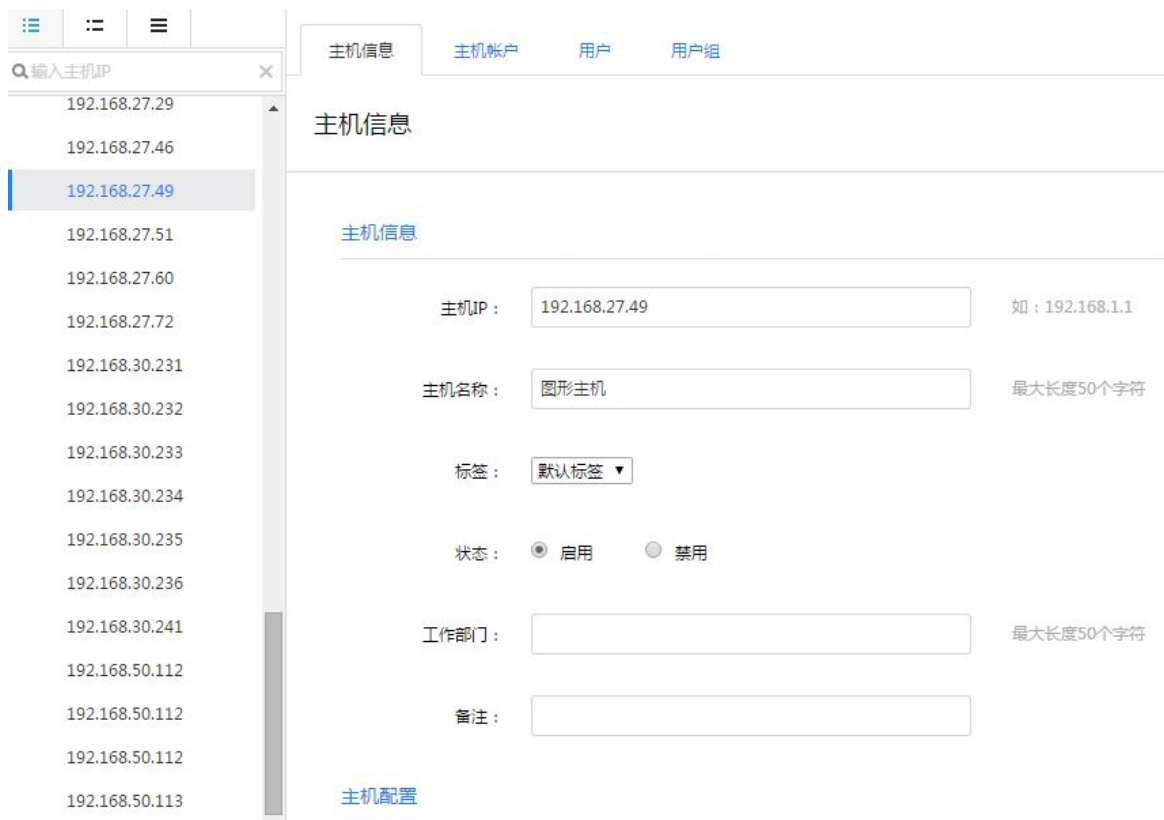 输入主机IP
192.168.27.29
192.168.27.46
192.168.27.49
192.168.27.51
192.168.27.60
192.168.27.72
192.168.30.231
192.168.30.232
192.168.30.233
192.168.30.234
192.168.30.235
192.168.30.236
192.168.30.241
192.168.50.112
192.168.50.112
192.168.50.112
192.168.50.113
主机信息 主机帐户 用户 用户组
主机信息
主机信息
主机IP： 192.168.27.49 如：192.168.1.1
主机名称： 图形主机 最大长度50个字符
标签： 默认标签
状态： 启用 禁用
工作部门： 最大长度50个字符
备注：
主机配置